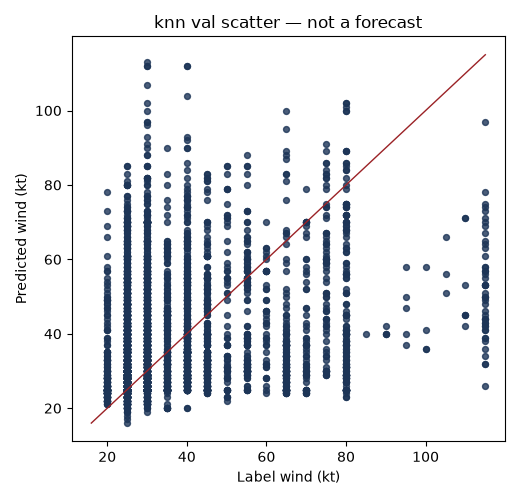 knn val scatter — not a forecast
100
80
60
40
20
Predicted wind (kt)
20 40 60 80 100
Label wind (kt)